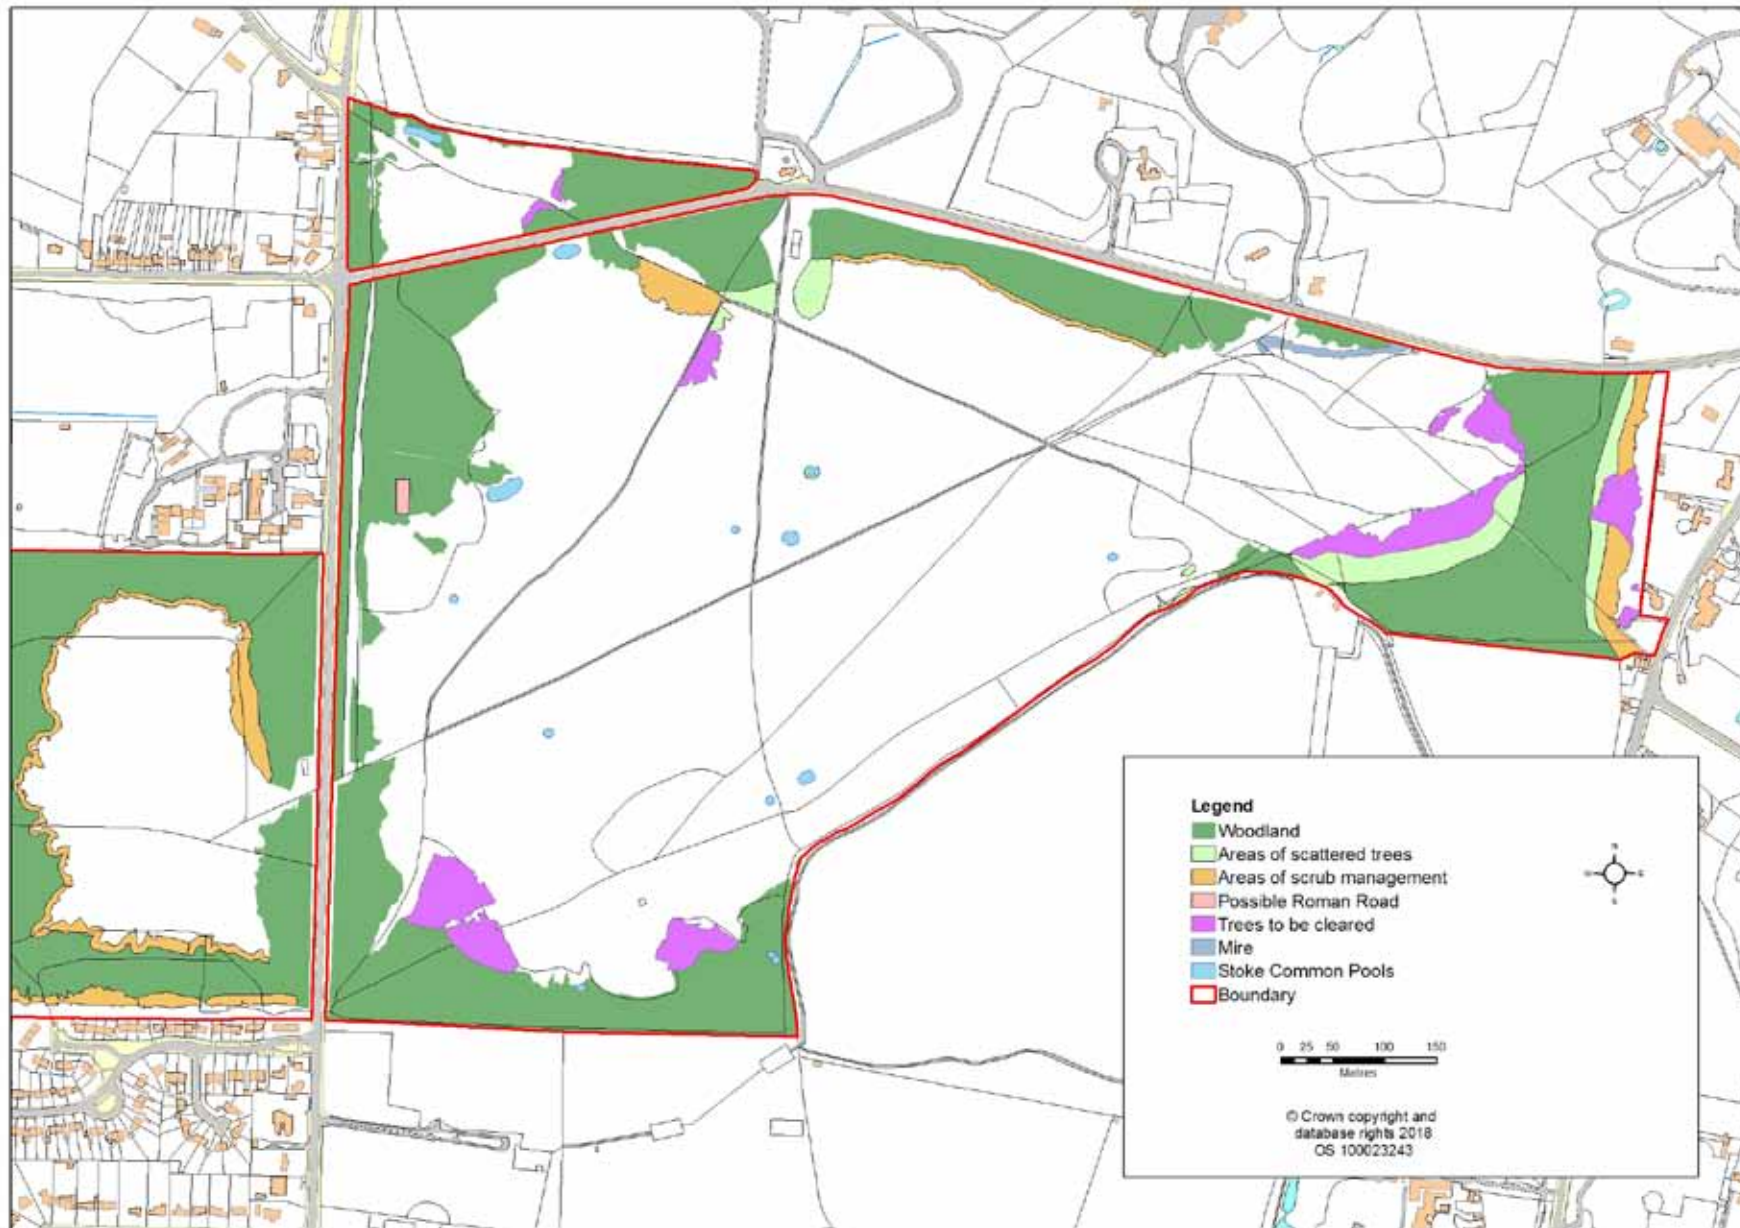 Legend
Woodland
Areas of scattered trees
Areas of scrub management
Possible Roman Road
Trees to be cleared
Mire
Stoke Common Pools
Boundary
0 25 50 100 150
Metres
© Crown copyright and
database rights 2018
OS 100023243